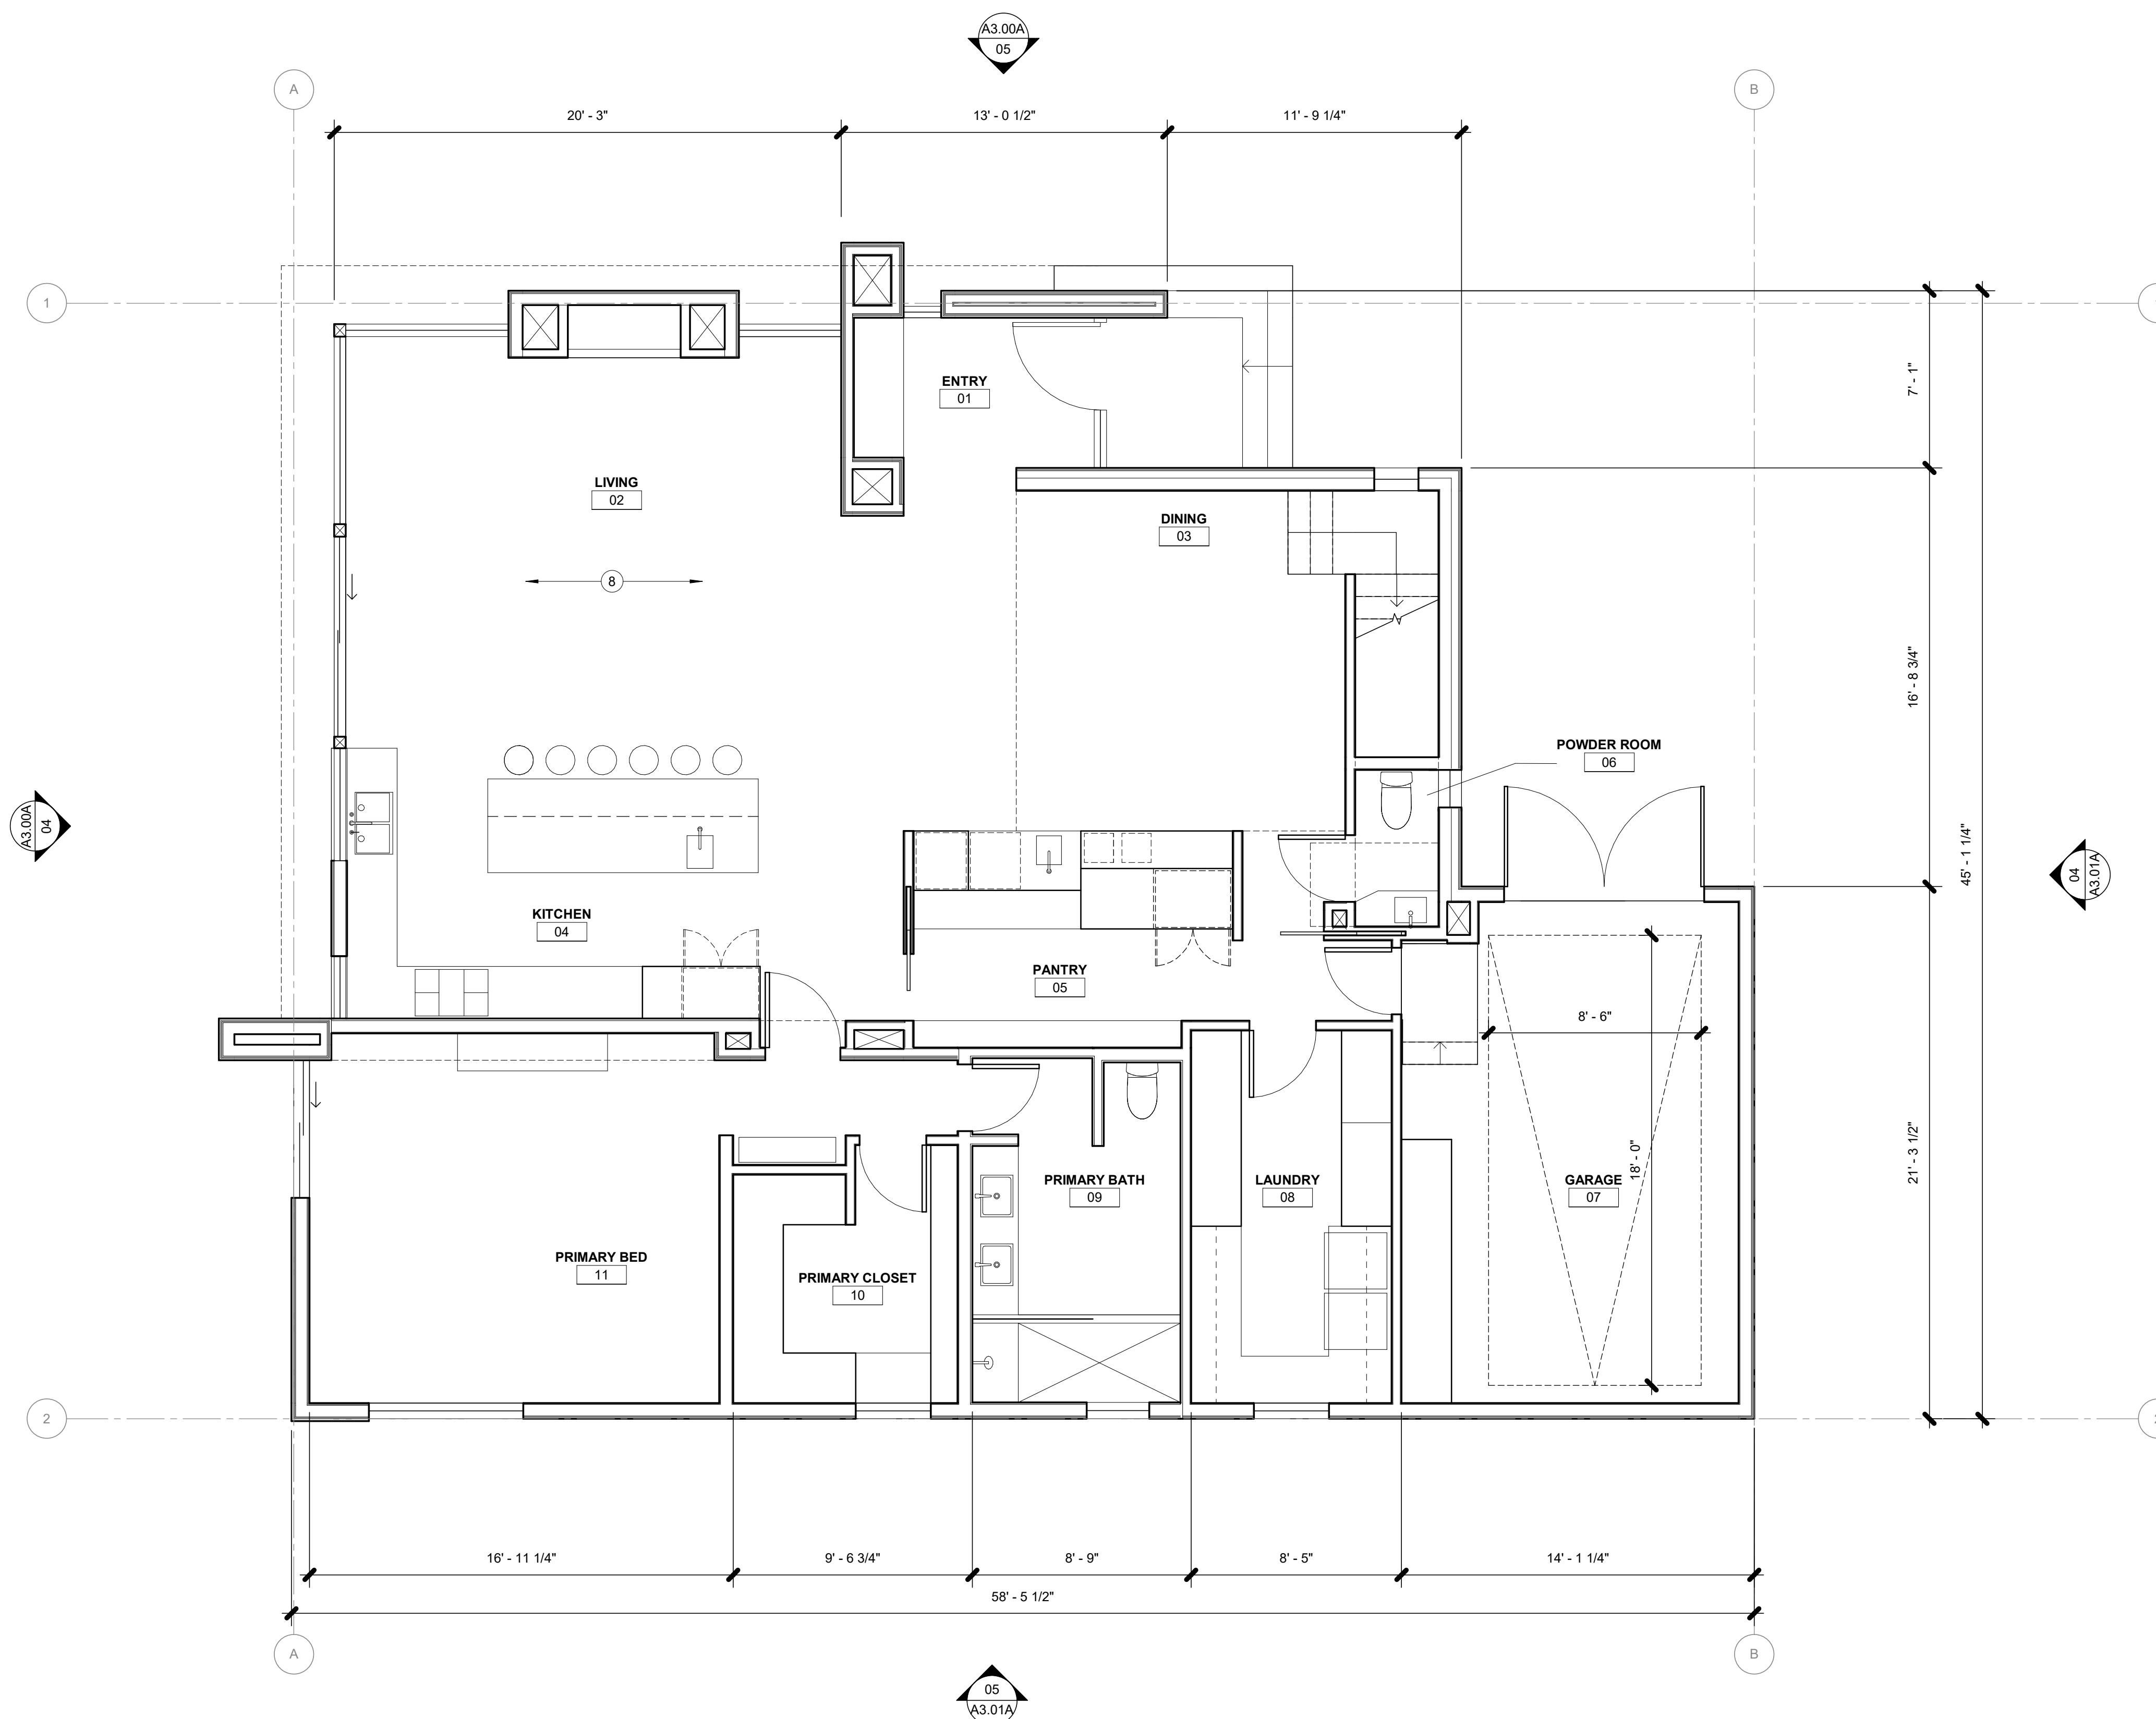 A3.00A
05
A
B
20' - 3"
13' - 0 1/2"
11' - 9 1/4"
1
ENTRY
01
7' - 1"
LIVING
02
DINING
03
8
16' - 8 3/4"
POWDER ROOM
06
A3.00A
04
45' - 1 1/4"
04
A3.01A
KITCHEN
04
PANTRY
05
8' - 6"
18' - 0"
21' - 3 1/2"
PRIMARY BATH
09
LAUNDRY
08
GARAGE
07
PRIMARY BED
11
PRIMARY CLOSET
10
2
16' - 11 1/4"
9' - 6 3/4"
8' - 9"
8' - 5"
14' - 1 1/4"
58' - 5 1/2"
A
B
05
A3.01A